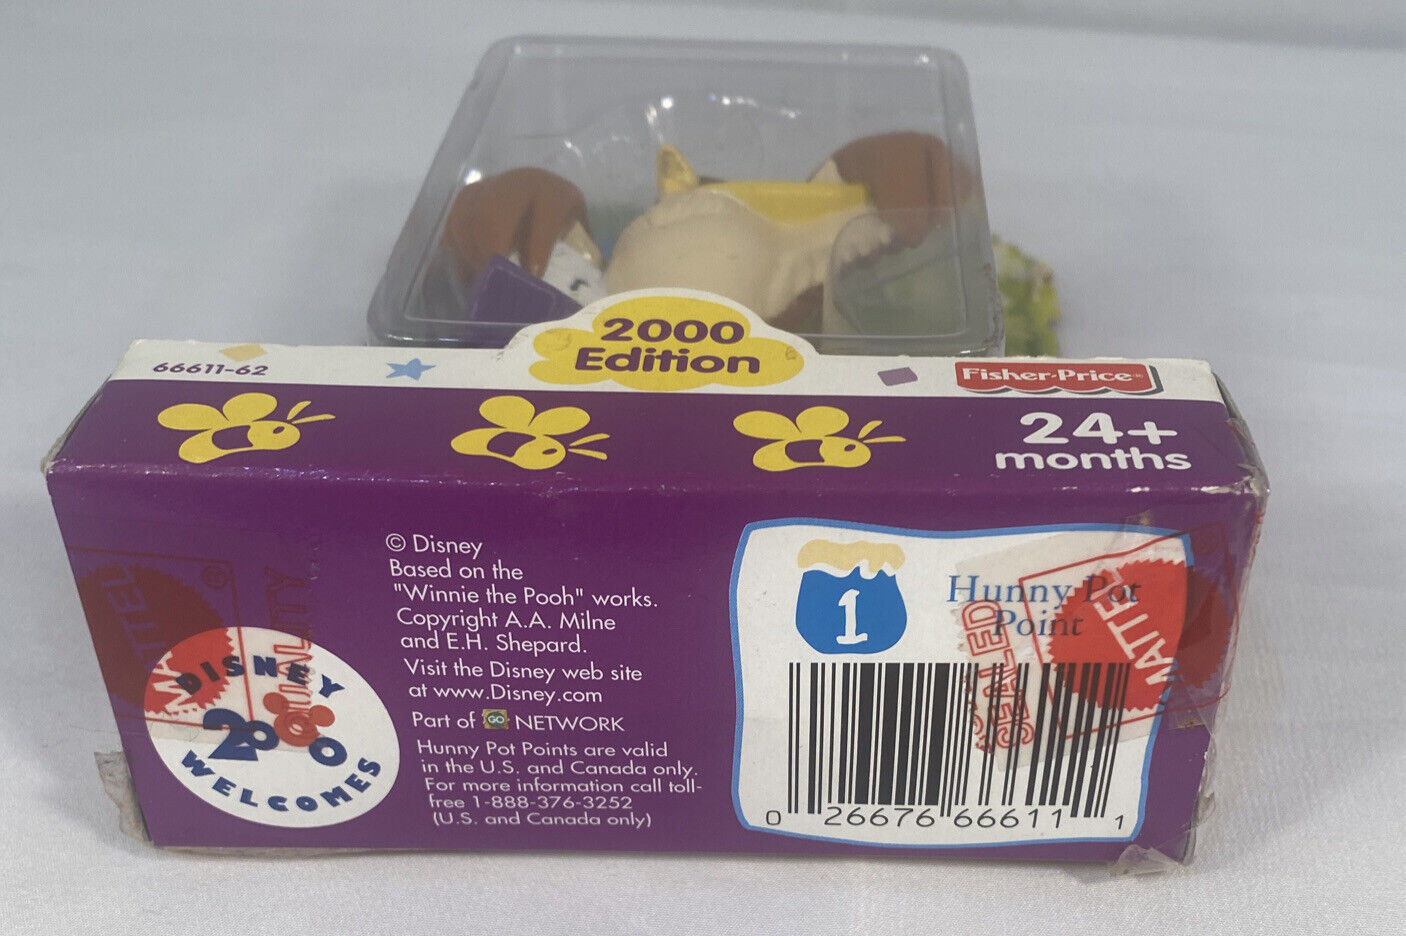 2000
Edition
66611-62
Fisher-Price
24+
months
© Disney
Based on the
"Winnie the Pooh" works.
Copyright A.A. Milne
and E.H. Shepard.
Visit the Disney web site
at www.Disney.com
Part of GO NETWORK
Hunny Pot Points are valid
in the U.S. and Canada only.
For more information call toll-
free 1-888-376-3252
(U.S. and Canada only)
DISNEY
2000
WELCOMES
MATTEL
QUALITY
1
Hunny Pot
Point
SEALED
MATTEL
0 26676 66611 1